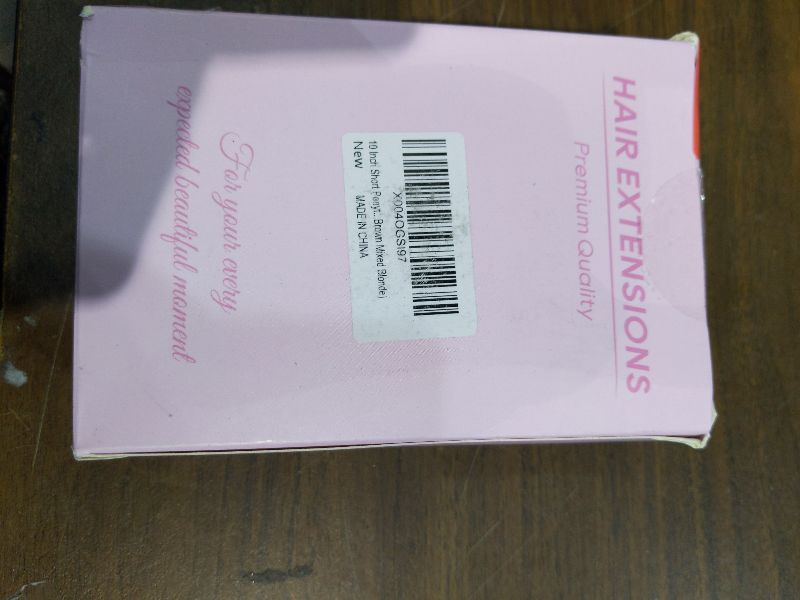 HAIR EXTENSIONS
Premium Quality
X004OGSI97
10 Inch Short Ponyt...Brown Mixed Blonde)
New
MADE IN CHINA
For your every
expected beautiful moment